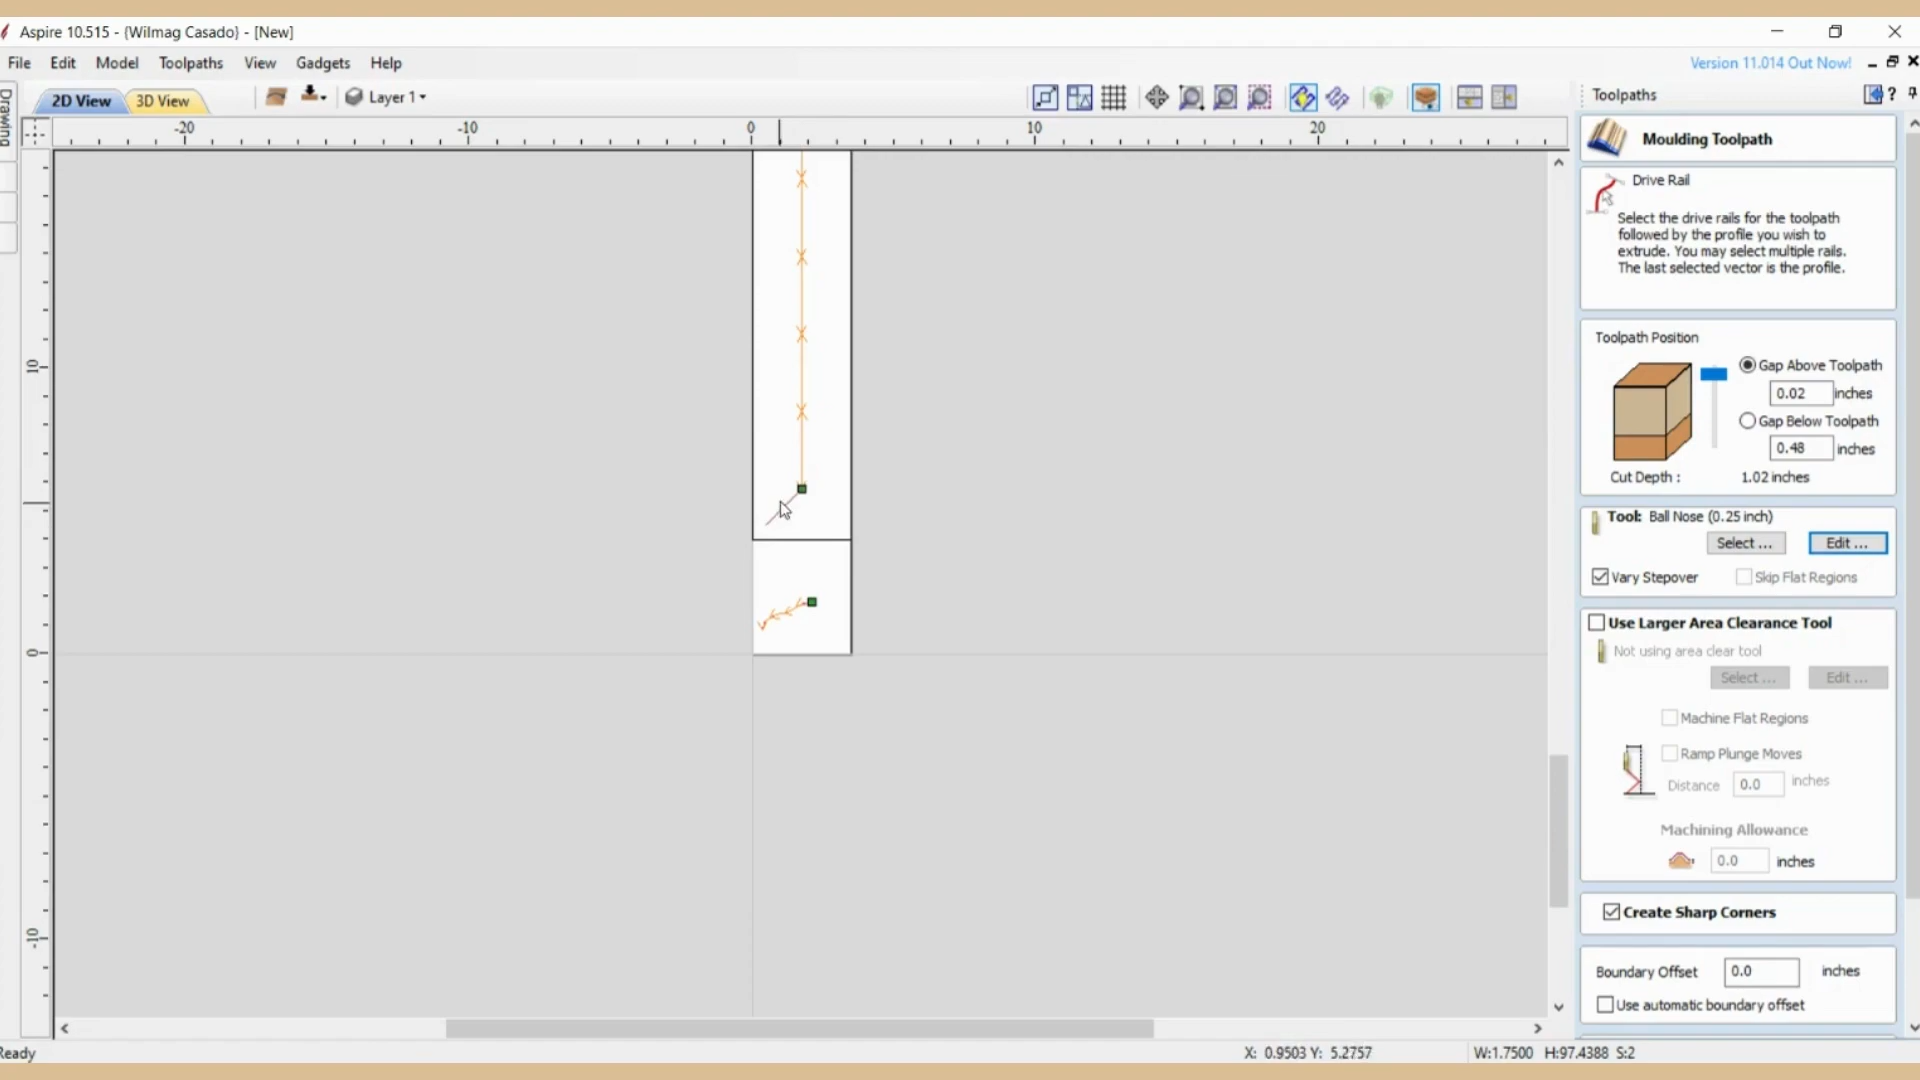 Aspire 10.515 - {Wilmag Casado} - [New]
File Edit Model Toolpaths View Gadgets Help
Version 11.014 Out Now!
Drawing
2D View 3D View
Layer 1
-20 -10 0 10 20
10
0
-10
Toolpaths
Moulding Toolpath
Drive Rail
Select the drive rails for the toolpath
followed by the profile you wish to
extrude. You may select multiple rails.
The last selected vector is the profile.
Toolpath Position
Gap Above Toolpath
0.02 inches
Gap Below Toolpath
0.48 inches
Cut Depth : 1.02 inches
Tool: Ball Nose (0.25 inch)
Select ... Edit ...
Vary Stepover Skip Flat Regions
Use Larger Area Clearance Tool
Not using area clear tool
Select ... Edit ...
Machine Flat Regions
Ramp Plunge Moves
Distance 0.0 inches
Machining Allowance
0.0 inches
Create Sharp Corners
Boundary Offset 0.0 inches
Use automatic boundary offset
Ready
X: 0.9503 Y: 5.2757
W:1.7500 H:97.4388 S:2